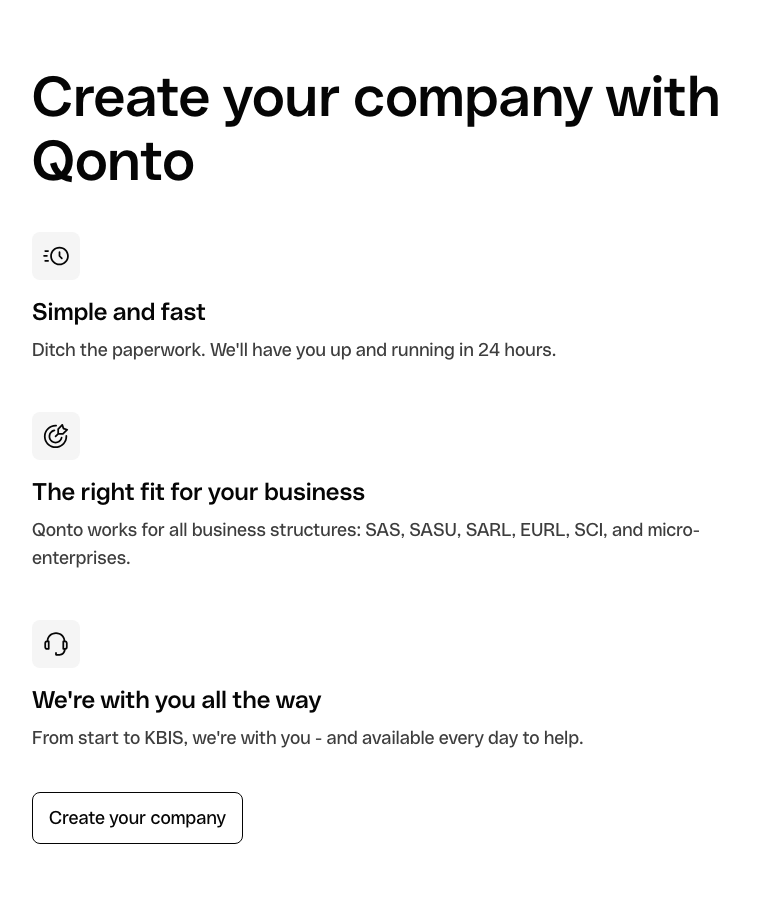 Create your company with
Qonto
Simple and fast
Ditch the paperwork. We'll have you up and running in 24 hours.
The right fit for your business
Qonto works for all business structures: SAS, SASU, SARL, EURL, SCI, and micro-
enterprises.
We're with you all the way
From start to KBIS, we're with you - and available every day to help.
Create your company